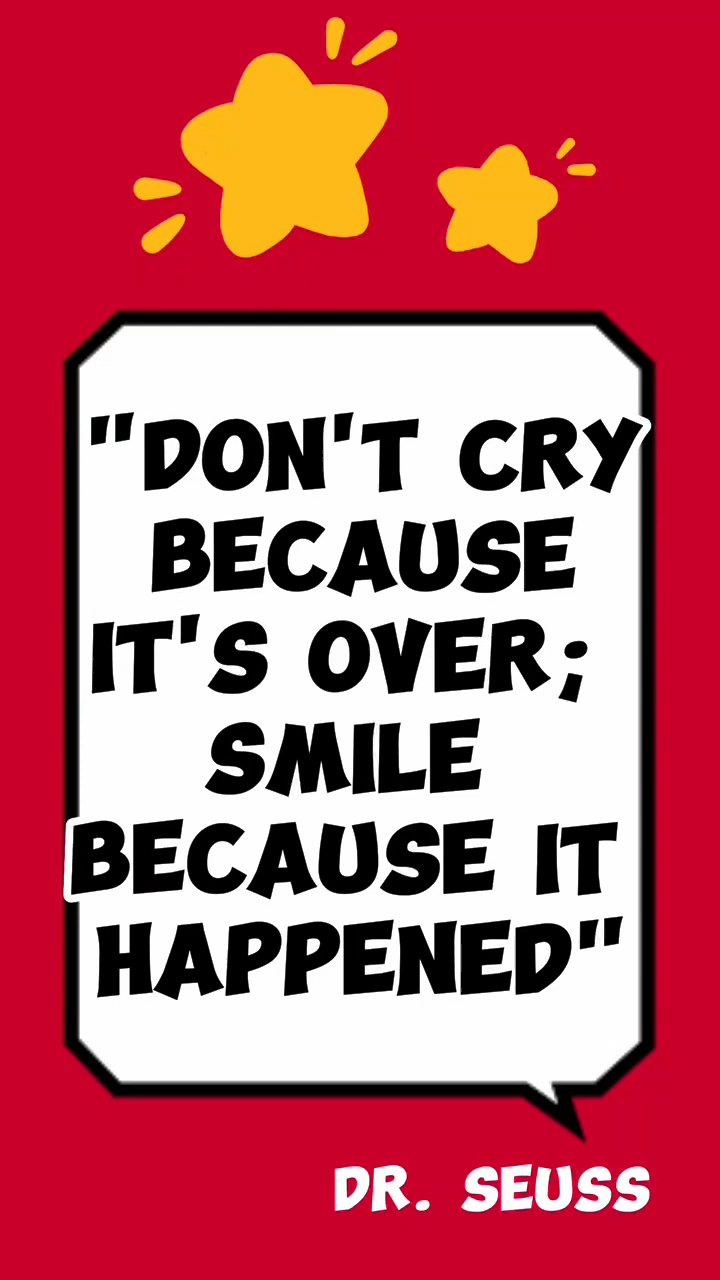 "DON'T CRY
BECAUSE
IT'S OVER;
SMILE
BECAUSE IT
HAPPENED"
DR. SEUSS